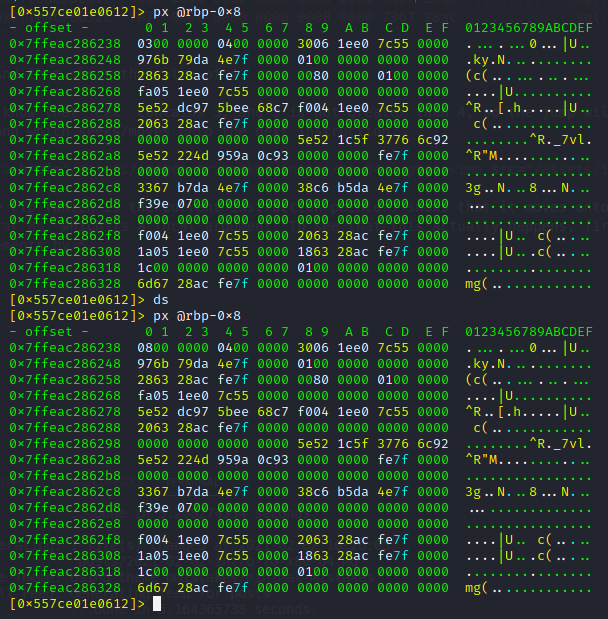 [0×557ce01e0612]> px @rbp-0×8
- offset -       0 1  2 3  4 5  6 7  8 9  A B  C D  E F  0123456789ABCDEF
0×7ffeac286238  0300 0000 0400 0000 3006 1ee0 7c55 0000  ........0...|U..
0×7ffeac286248  976b 79da 4e7f 0000 0100 0000 0000 0000  .ky.N...........
0×7ffeac286258  2863 28ac fe7f 0000 0080 0000 0100 0000  (c(.............
0×7ffeac286268  fa05 1ee0 7c55 0000 0000 0000 0000 0000  ....|U..........
0×7ffeac286278  5e52 dc97 5bee 68c7 f004 1ee0 7c55 0000  ^R..[.h.....|U..
0×7ffeac286288  2063 28ac fe7f 0000 0000 0000 0000 0000   c(.............
0×7ffeac286298  0000 0000 0000 0000 5e52 1c5f 3776 6c92  ........^R._7vl.
0×7ffeac2862a8  5e52 224d 959a 0c93 0000 0000 fe7f 0000  ^R"M............
0×7ffeac2862b8  0000 0000 0000 0000 0000 0000 0000 0000  ................
0×7ffeac2862c8  3367 b7da 4e7f 0000 38c6 b5da 4e7f 0000  3g..N...8...N...
0×7ffeac2862d8  f39e 0700 0000 0000 0000 0000 0000 0000  ................
0×7ffeac2862e8  0000 0000 0000 0000 0000 0000 0000 0000  ................
0×7ffeac2862f8  f004 1ee0 7c55 0000 2063 28ac fe7f 0000  ....|U.. c(.....
0×7ffeac286308  1a05 1ee0 7c55 0000 1863 28ac fe7f 0000  ....|U...c(.....
0×7ffeac286318  1c00 0000 0000 0000 0100 0000 0000 0000  ................
0×7ffeac286328  6d67 28ac fe7f 0000 0000 0000 0000 0000  mg(.............
[0×557ce01e0612]> ds
[0×557ce01e0612]> px @rbp-0×8
- offset -       0 1  2 3  4 5  6 7  8 9  A B  C D  E F  0123456789ABCDEF
0×7ffeac286238  0800 0000 0400 0000 3006 1ee0 7c55 0000  ........0...|U..
0×7ffeac286248  976b 79da 4e7f 0000 0100 0000 0000 0000  .ky.N...........
0×7ffeac286258  2863 28ac fe7f 0000 0080 0000 0100 0000  (c(.............
0×7ffeac286268  fa05 1ee0 7c55 0000 0000 0000 0000 0000  ....|U..........
0×7ffeac286278  5e52 dc97 5bee 68c7 f004 1ee0 7c55 0000  ^R..[.h.....|U..
0×7ffeac286288  2063 28ac fe7f 0000 0000 0000 0000 0000   c(.............
0×7ffeac286298  0000 0000 0000 0000 5e52 1c5f 3776 6c92  ........^R._7vl.
0×7ffeac2862a8  5e52 224d 959a 0c93 0000 0000 fe7f 0000  ^R"M............
0×7ffeac2862b8  0000 0000 0000 0000 0000 0000 0000 0000  ................
0×7ffeac2862c8  3367 b7da 4e7f 0000 38c6 b5da 4e7f 0000  3g..N...8...N...
0×7ffeac2862d8  f39e 0700 0000 0000 0000 0000 0000 0000  ................
0×7ffeac2862e8  0000 0000 0000 0000 0000 0000 0000 0000  ................
0×7ffeac2862f8  f004 1ee0 7c55 0000 2063 28ac fe7f 0000  ....|U.. c(.....
0×7ffeac286308  1a05 1ee0 7c55 0000 1863 28ac fe7f 0000  ....|U...c(.....
0×7ffeac286318  1c00 0000 0000 0000 0100 0000 0000 0000  ................
0×7ffeac286328  6d67 28ac fe7f 0000 0000 0000 0000 0000  mg(.............
[0×557ce01e0612]>